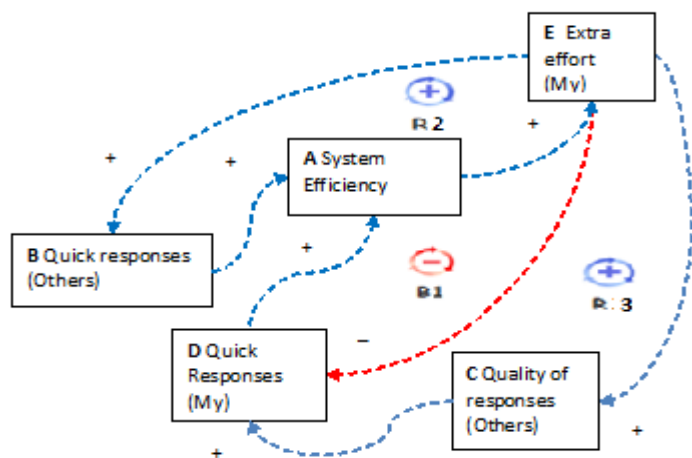 E Extra
effort
(My)
+
R 2
+
+
+
A System
Efficiency
B Quick responses
(Others)
+
−
B1
+
R 3
−
D Quick
Responses
(My)
C Quality of
responses
(Others)
+
+